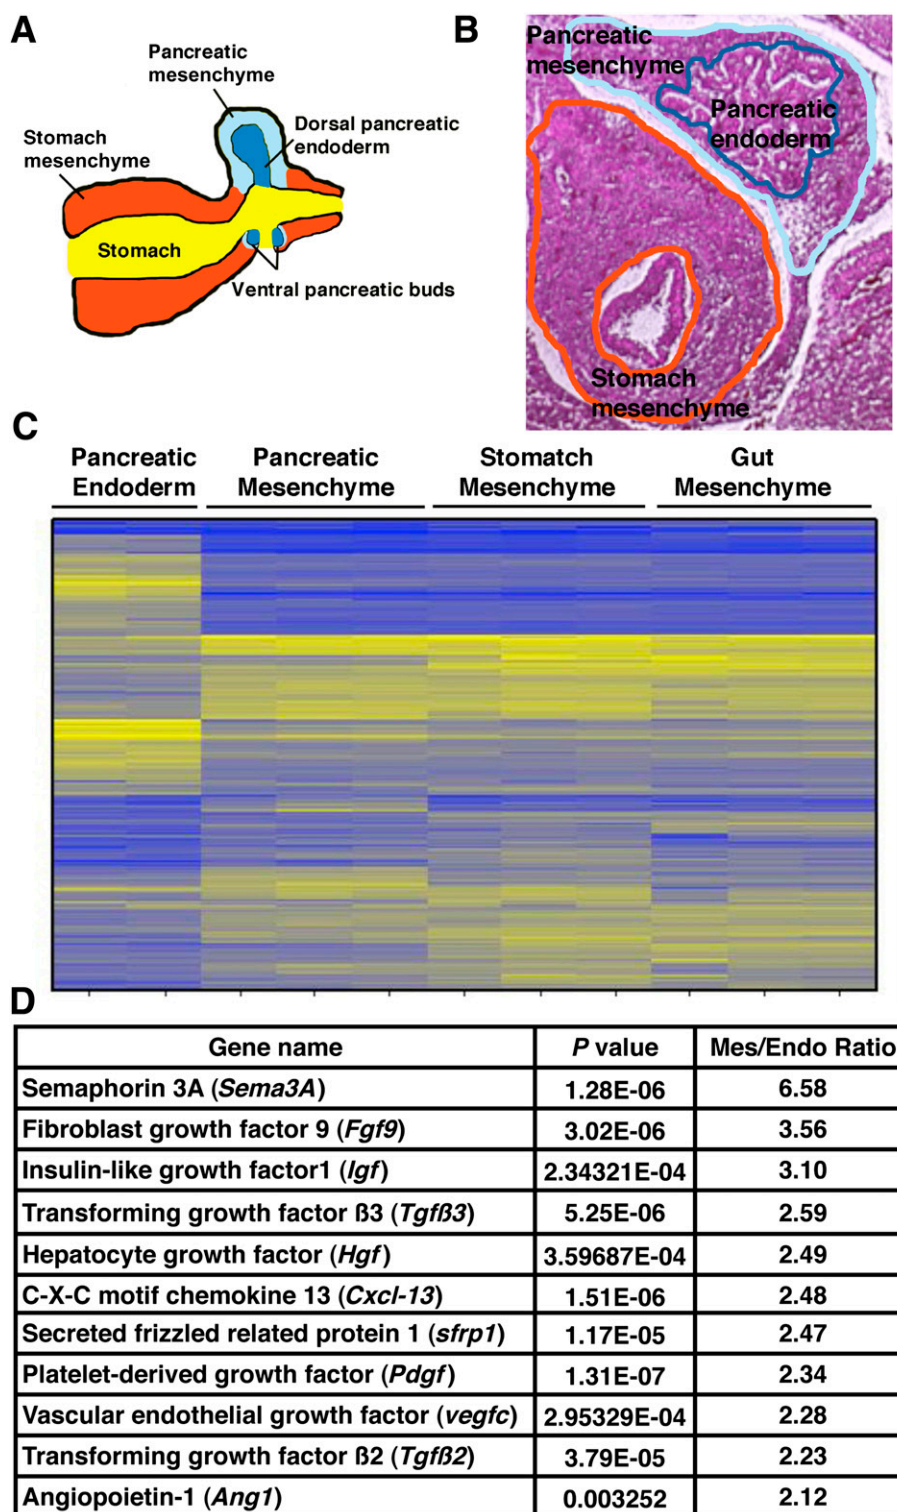 A
Pancreatic
mesenchyme
Stomach
mesenchyme
Dorsal pancreatic
endoderm
Stomach
Ventral pancreatic buds
B
Pancreatic
mesenchyme
Pancreatic
endoderm
Stomach
mesenchyme
C
Pancreatic
Endoderm
Pancreatic
Mesenchyme
Stomatch
Mesenchyme
Gut
Mesenchyme
D
Gene name P value Mes/Endo Ratio
Semaphorin 3A (Sema3A) 1.28E-06 6.58
Fibroblast growth factor 9 (Fgf9) 3.02E-06 3.56
Insulin-like growth factor1 (Igf) 2.34321E-04 3.10
Transforming growth factor ß3 (Tgfß3) 5.25E-06 2.59
Hepatocyte growth factor (Hgf) 3.59687E-04 2.49
C-X-C motif chemokine 13 (Cxcl-13) 1.51E-06 2.48
Secreted frizzled related protein 1 (sfrp1) 1.17E-05 2.47
Platelet-derived growth factor (Pdgf) 1.31E-07 2.34
Vascular endothelial growth factor (vegfc) 2.95329E-04 2.28
Transforming growth factor ß2 (Tgfß2) 3.79E-05 2.23
Angiopoietin-1 (Ang1) 0.003252 2.12